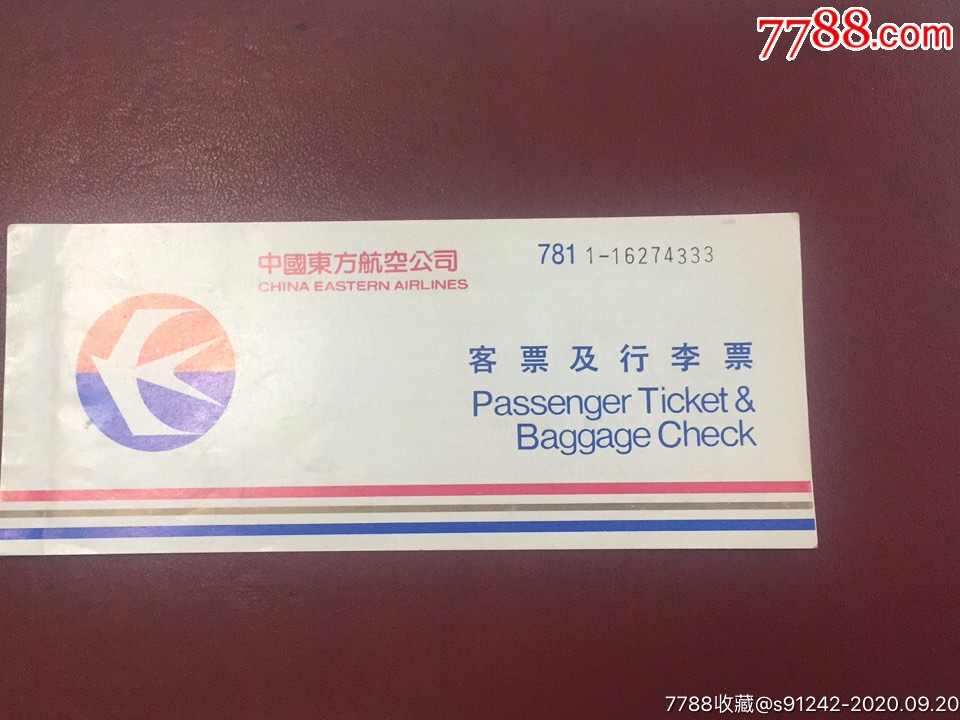 7788.com
中國東方航空公司
CHINA EASTERN AIRLINES
781 1-16274333
客票及行李票
Passenger Ticket &
Baggage Check
7788收藏@s91242-2020.09.20